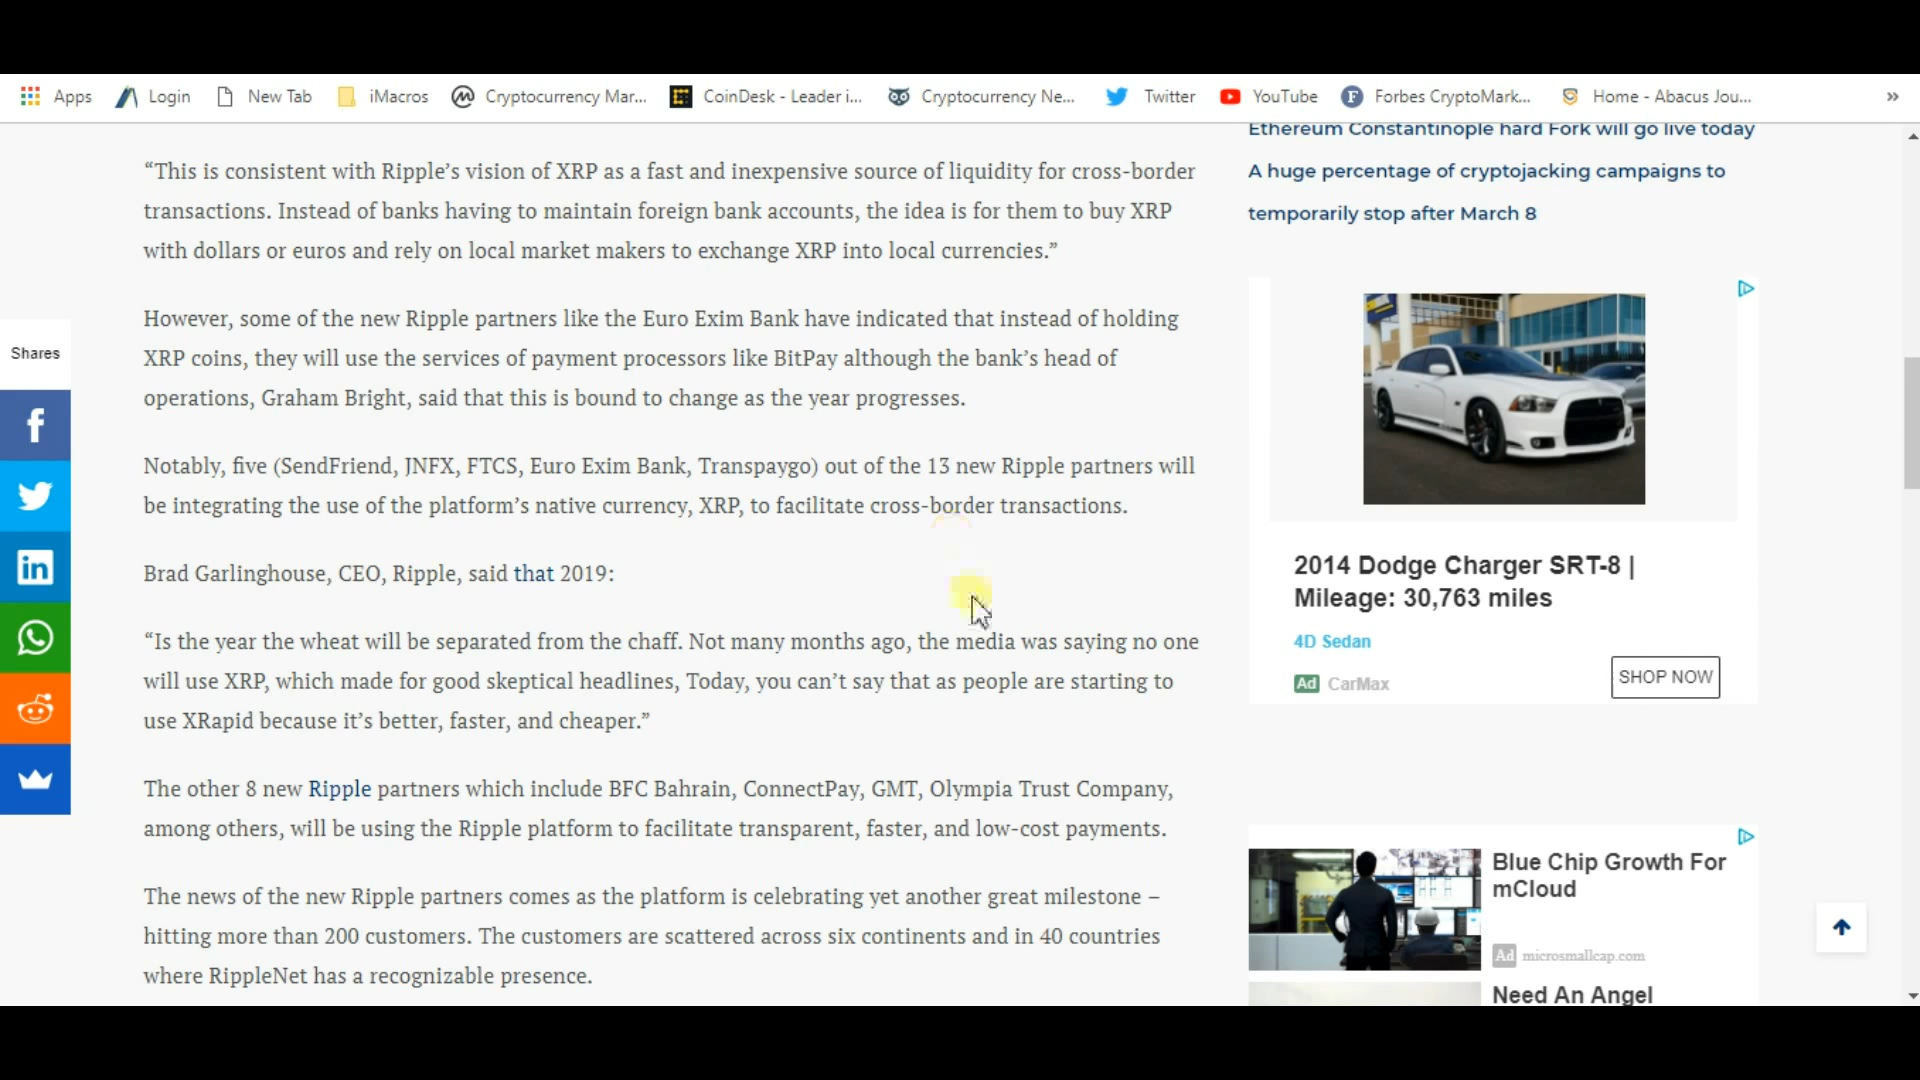 Apps
Login
New Tab
iMacros
Cryptocurrency Mar...
CoinDesk - Leader i...
Cryptocurrency Ne...
Twitter
YouTube
Forbes CryptoMark...
Home - Abacus Jou...
»
“This is consistent with Ripple’s vision of XRP as a fast and inexpensive source of liquidity for cross-border
transactions. Instead of banks having to maintain foreign bank accounts, the idea is for them to buy XRP
with dollars or euros and rely on local market makers to exchange XRP into local currencies.”
However, some of the new Ripple partners like the Euro Exim Bank have indicated that instead of holding
XRP coins, they will use the services of payment processors like BitPay although the bank’s head of
operations, Graham Bright, said that this is bound to change as the year progresses.
Notably, five (SendFriend, JNFX, FTCS, Euro Exim Bank, Transpaygo) out of the 13 new Ripple partners will
be integrating the use of the platform’s native currency, XRP, to facilitate cross-border transactions.
Brad Garlinghouse, CEO, Ripple, said that 2019:
“Is the year the wheat will be separated from the chaff. Not many months ago, the media was saying no one
will use XRP, which made for good skeptical headlines, Today, you can’t say that as people are starting to
use XRapid because it’s better, faster, and cheaper.”
The other 8 new Ripple partners which include BFC Bahrain, ConnectPay, GMT, Olympia Trust Company,
among others, will be using the Ripple platform to facilitate transparent, faster, and low-cost payments.
The news of the new Ripple partners comes as the platform is celebrating yet another great milestone –
hitting more than 200 customers. The customers are scattered across six continents and in 40 countries
where RippleNet has a recognizable presence.
Shares
Ethereum Constantinople hard Fork will go live today
A huge percentage of cryptojacking campaigns to
temporarily stop after March 8
2014 Dodge Charger SRT-8 |
Mileage: 30,763 miles
4D Sedan
Ad CarMax
SHOP NOW
Blue Chip Growth For
mCloud
Ad microsmallcap.com
Need An Angel